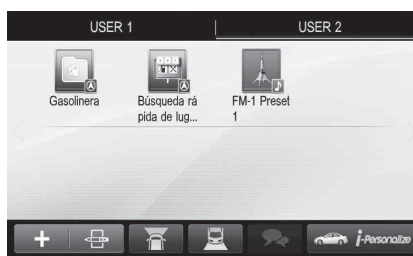 USER 1 | USER 2
Gasolinera
Búsqueda rá
pida de lug...
FM-1 Preset
1
i-Personalize